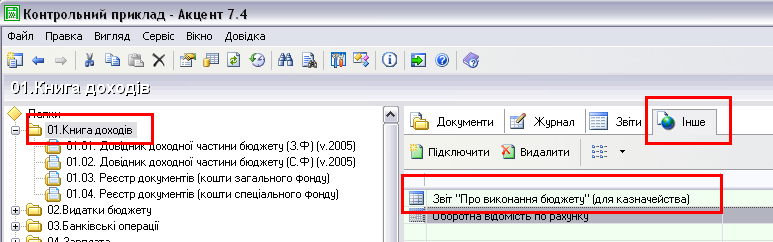 Контрольний приклад - Акцент 7.4
Файл Правка Вигляд Сервіс Вікно Довідка
01.Книга доходів
Папки
01.Книга доходів
01.01. Довідник доходної частини бюджету (З.Ф) (v.2005)
01.02. Довідник доходної частини бюджету (С.Ф) (v.2005)
01.03. Реєстр документів (кошти загального фонду)
01.04. Реєстр документів (кошти спеціального фонду)
02.Видатки бюджету
03.Банківські операції
04.Зарплата
Документи Журнал Звіти Інше
Підключити Видалити
Звіт "Про виконання бюджету" (для казначейства)
Оборотна відомість по рахунку